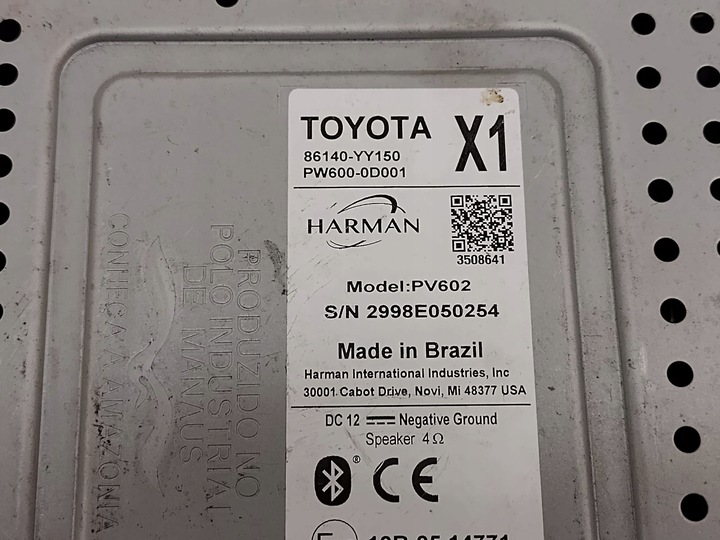 TOYOTA X1
86140-YY150
PW600-0D001
HARMAN
3508641
Model:PV602
S/N 2998E050254
Made in Brazil
Harman International Industries, Inc
30001 Cabot Drive, Novi, Mi 48377 USA
DC 12 Negative Ground
Speaker 4Ω
CE
PRODUZIDO NO
POLO INDUSTRIAL
DE MANAUS
CONHEÇA A AMAZÔNIA